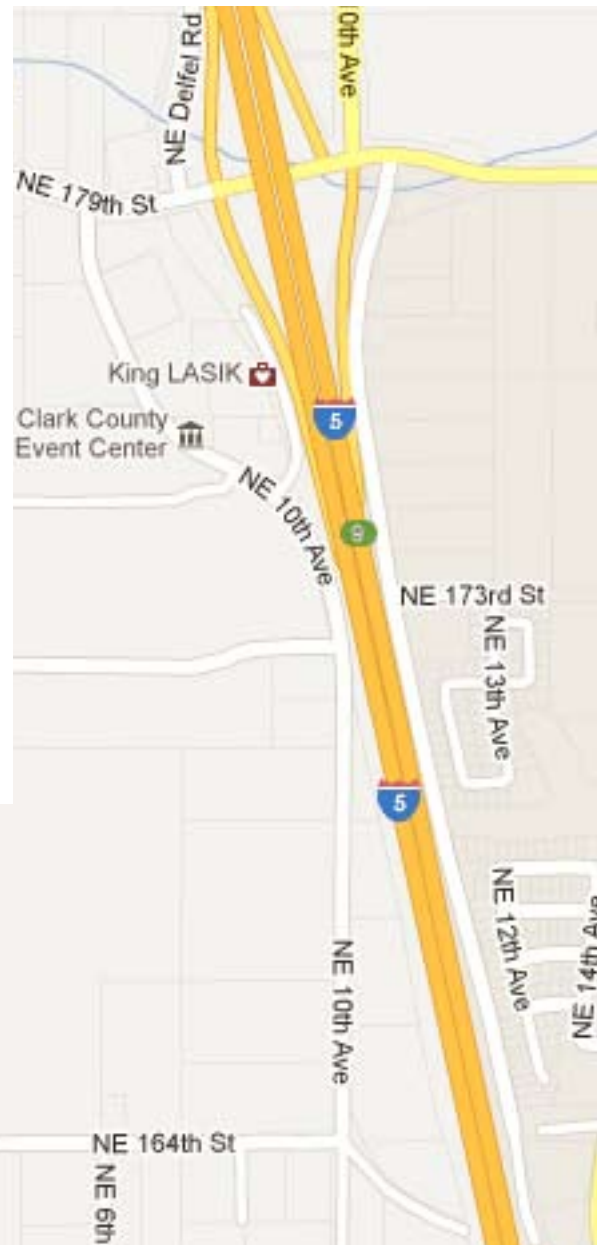 NE Delfel Rd
0th Ave
NE 179th St
King LASIK
Clark County
Event Center
5
NE 10th Ave
9
NE 173rd St
NE 13th Ave
5
NE 12th Ave
NE 14th Ave
NE 10th Ave
NE 164th St
NE 6th